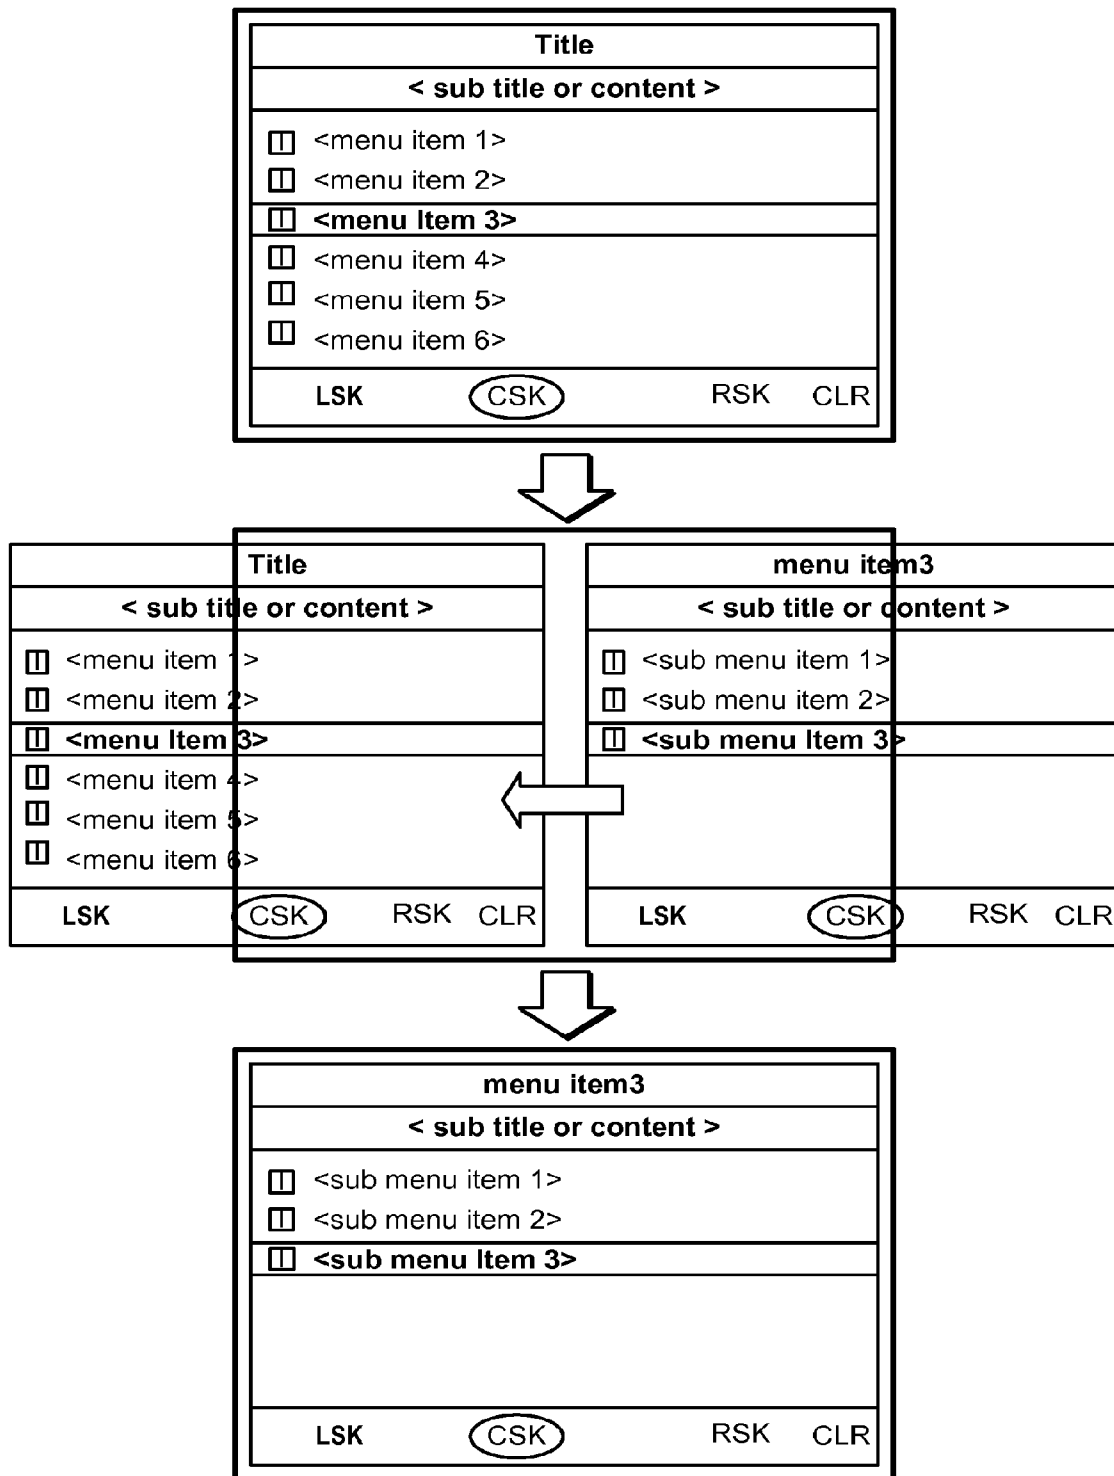 Title
< sub title or content >
<menu item 1>
<menu item 2>
<menu Item 3>
<menu item 4>
<menu item 5>
<menu item 6>
LSK CSK RSK CLR
Title
< sub title or content >
<menu item 1>
<menu item 2>
<menu Item 3>
<menu item 4>
<menu item 5>
<menu item 6>
LSK CSK RSK CLR
menu item3
< sub title or content >
<sub menu item 1>
<sub menu item 2>
<sub menu Item 3>
LSK CSK RSK CLR
menu item3
< sub title or content >
<sub menu item 1>
<sub menu item 2>
<sub menu Item 3>
LSK CSK RSK CLR